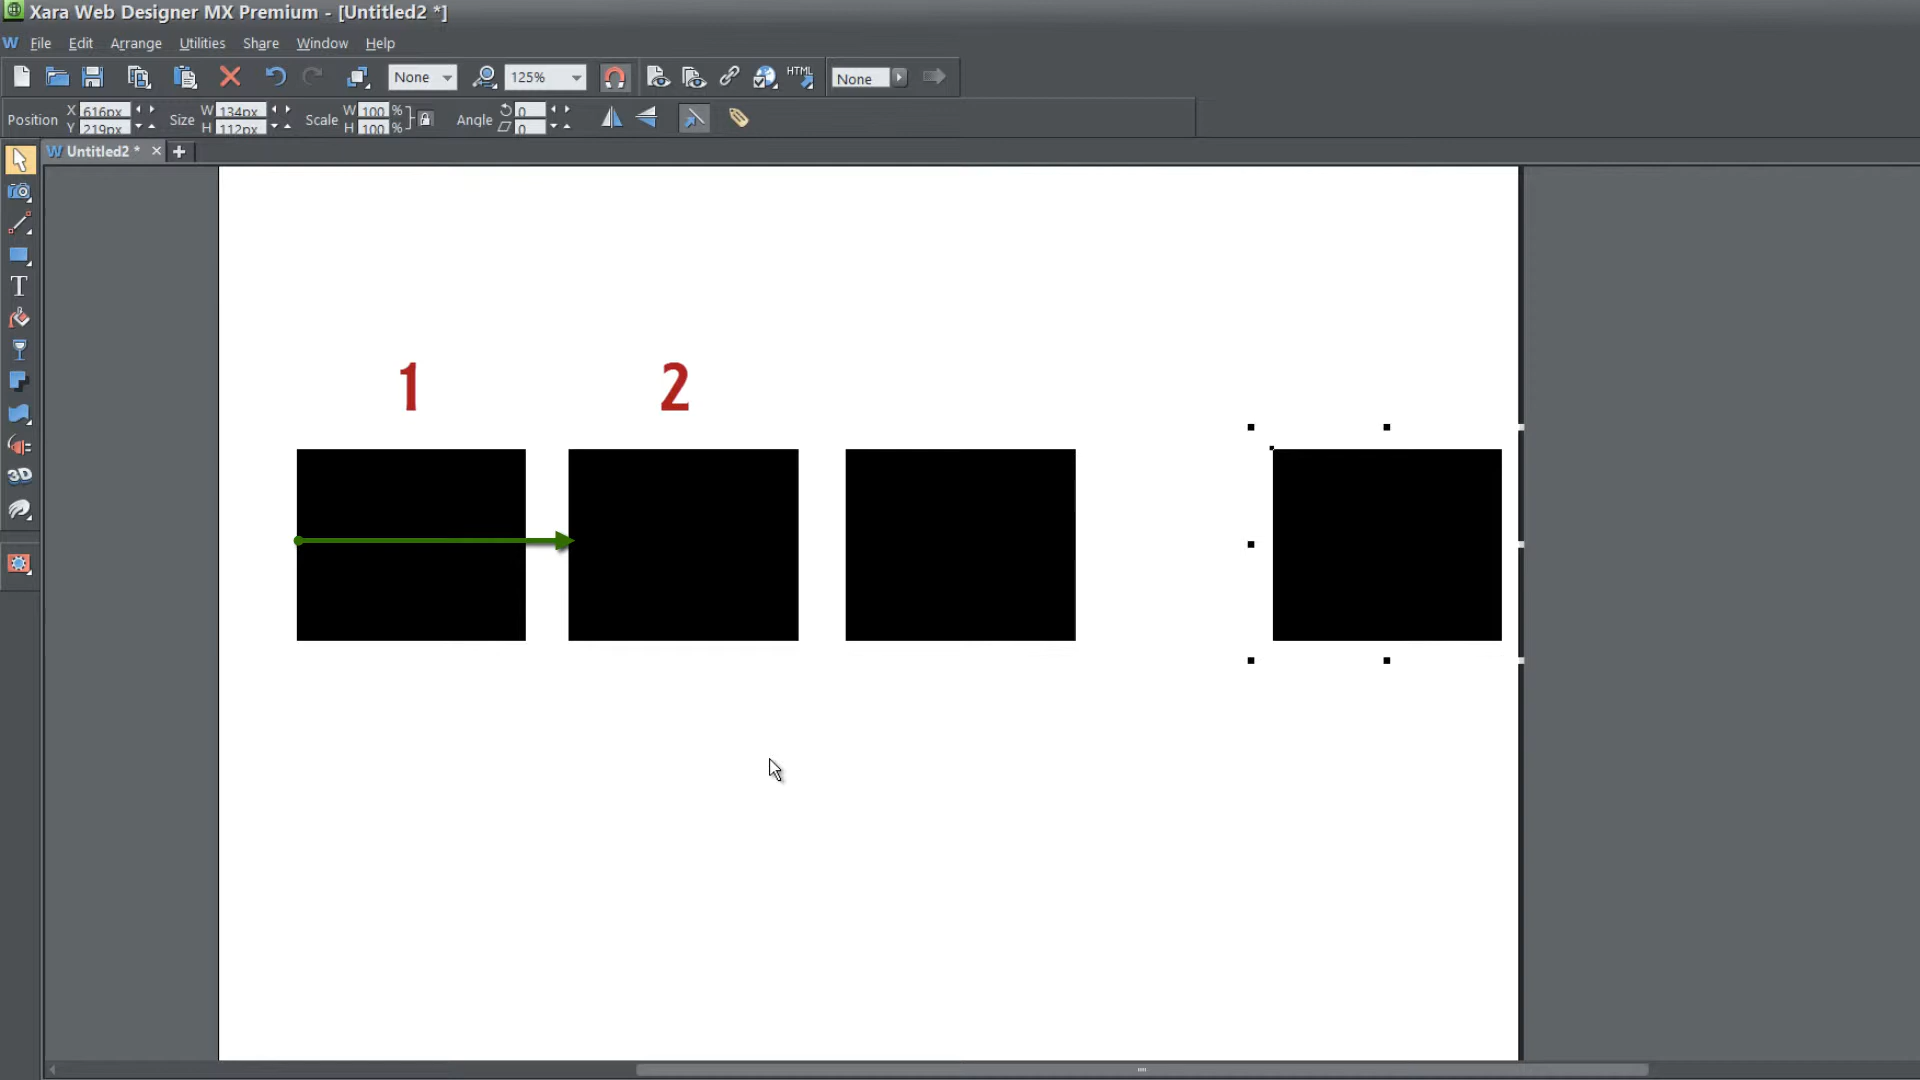 Xara Web Designer MX Premium - [Untitled2 *]
W File Edit Arrange Utilities Share Window Help
None 125% HTML None
Position X 616px Size W 134px Scale W 100 % Angle 0
Y 219px H 112px H 100 % 0
W Untitled2 * × +
T
3D
1 2